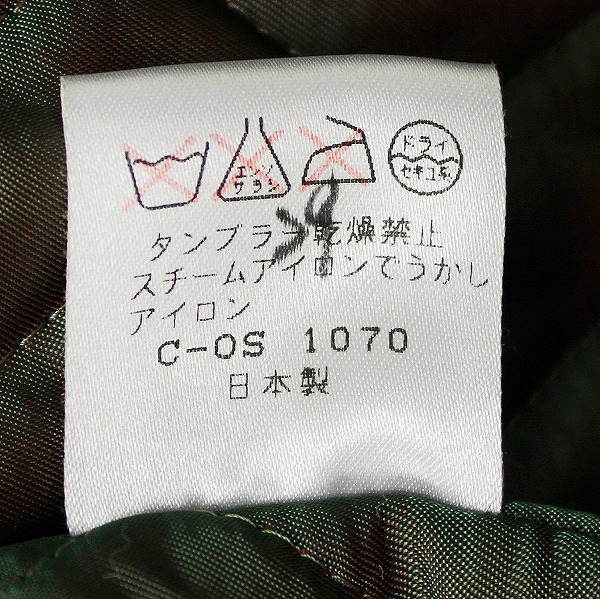 エンソ
サラシ
ドライ
セキユ系
タンブラー乾燥禁止
スチームアイロンでうかし
アイロン
C-OS 1070
日本製